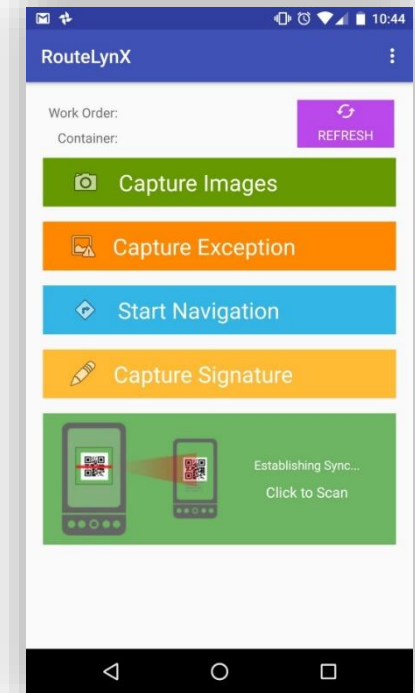 10:44
RouteLynX
Work Order:
REFRESH
Container:
Capture Images
Capture Exception
Start Navigation
Capture Signature
Establishing Sync...
Click to Scan